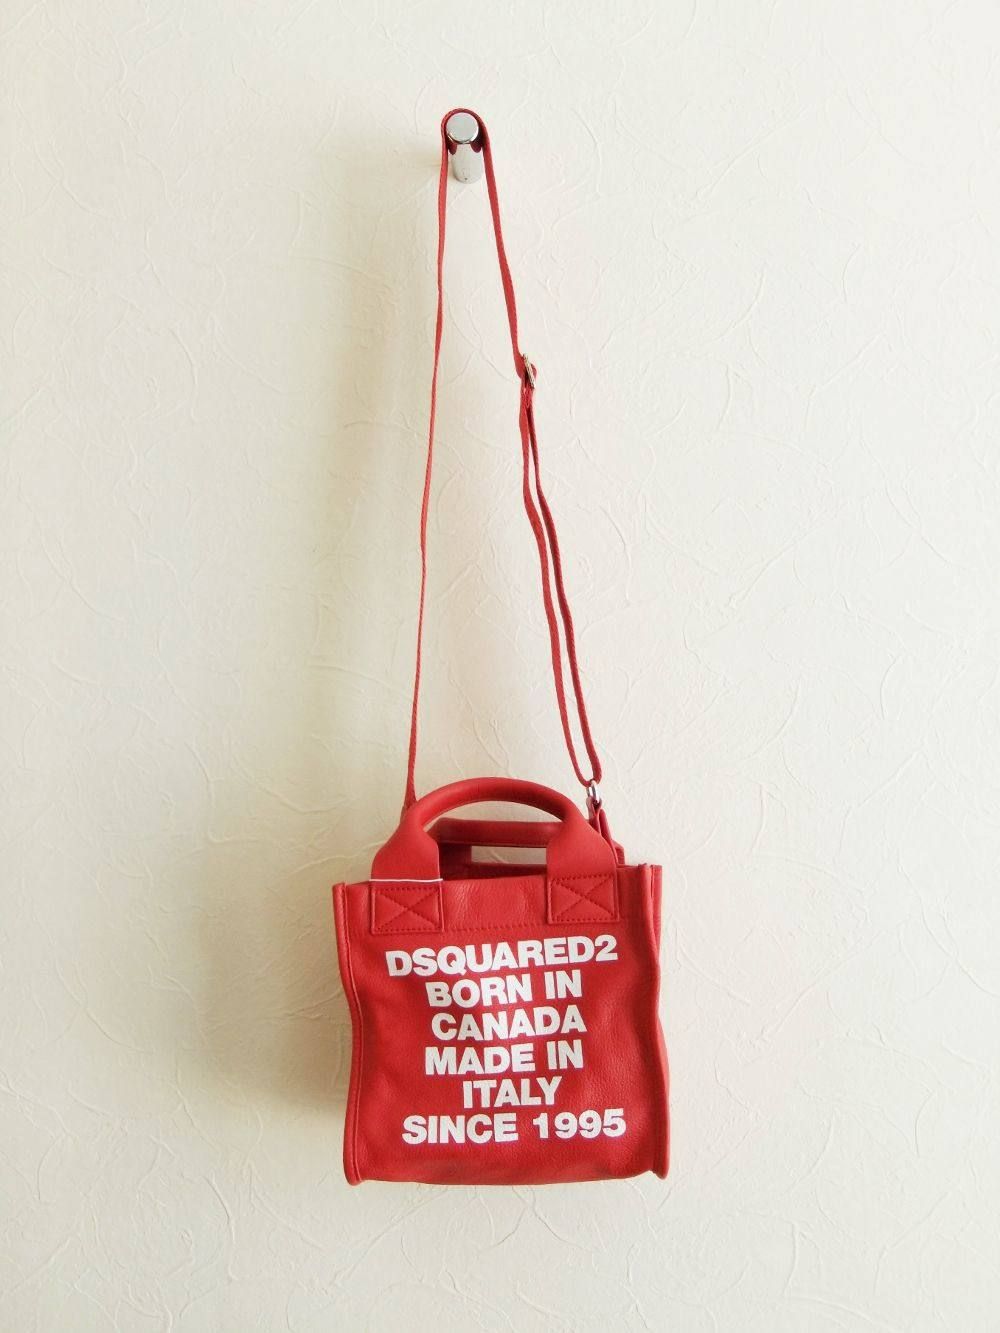 DSQUARED2
BORN IN
CANADA
MADE IN
ITALY
SINCE 1995